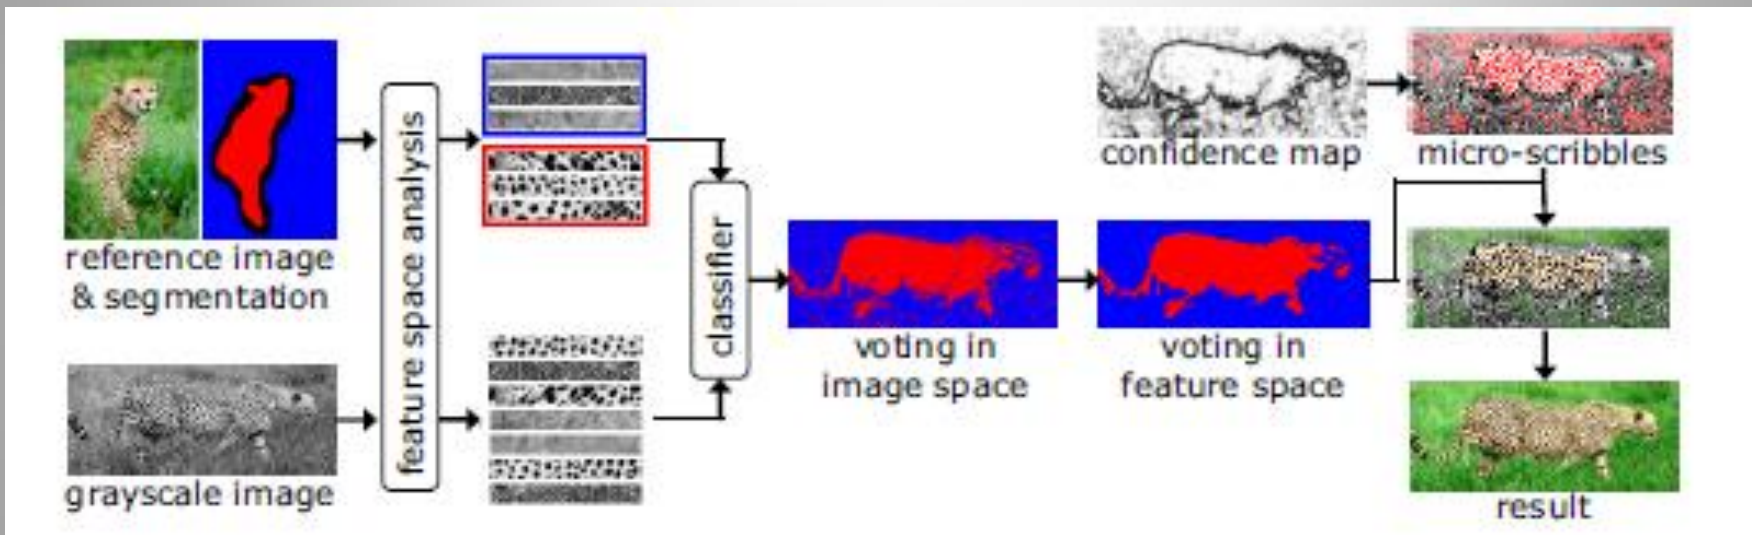 reference image
& segmentation
grayscale image
feature space analysis
classifier
voting in
image space
voting in
feature space
confidence map
micro-scribbles
result